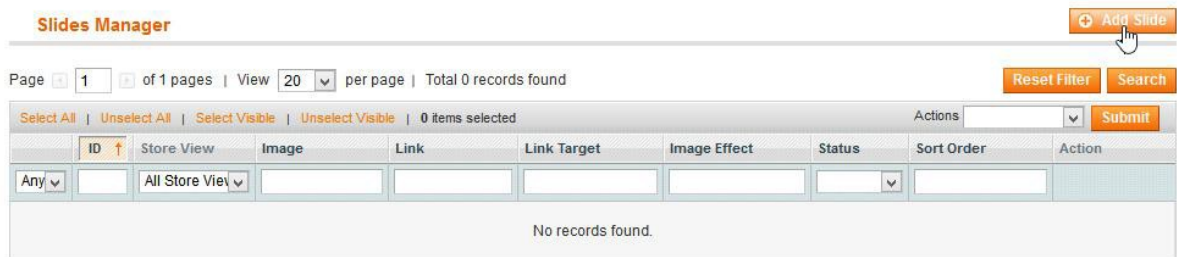 Slides Manager
Add Slide
Page 1 of 1 pages | View 20 per page | Total 0 records found
Reset Filter Search
Select All | Unselect All | Select Visible | Unselect Visible | 0 items selected
Actions Submit
ID ↑ Store View Image Link Link Target Image Effect Status Sort Order Action
Any All Store View
No records found.